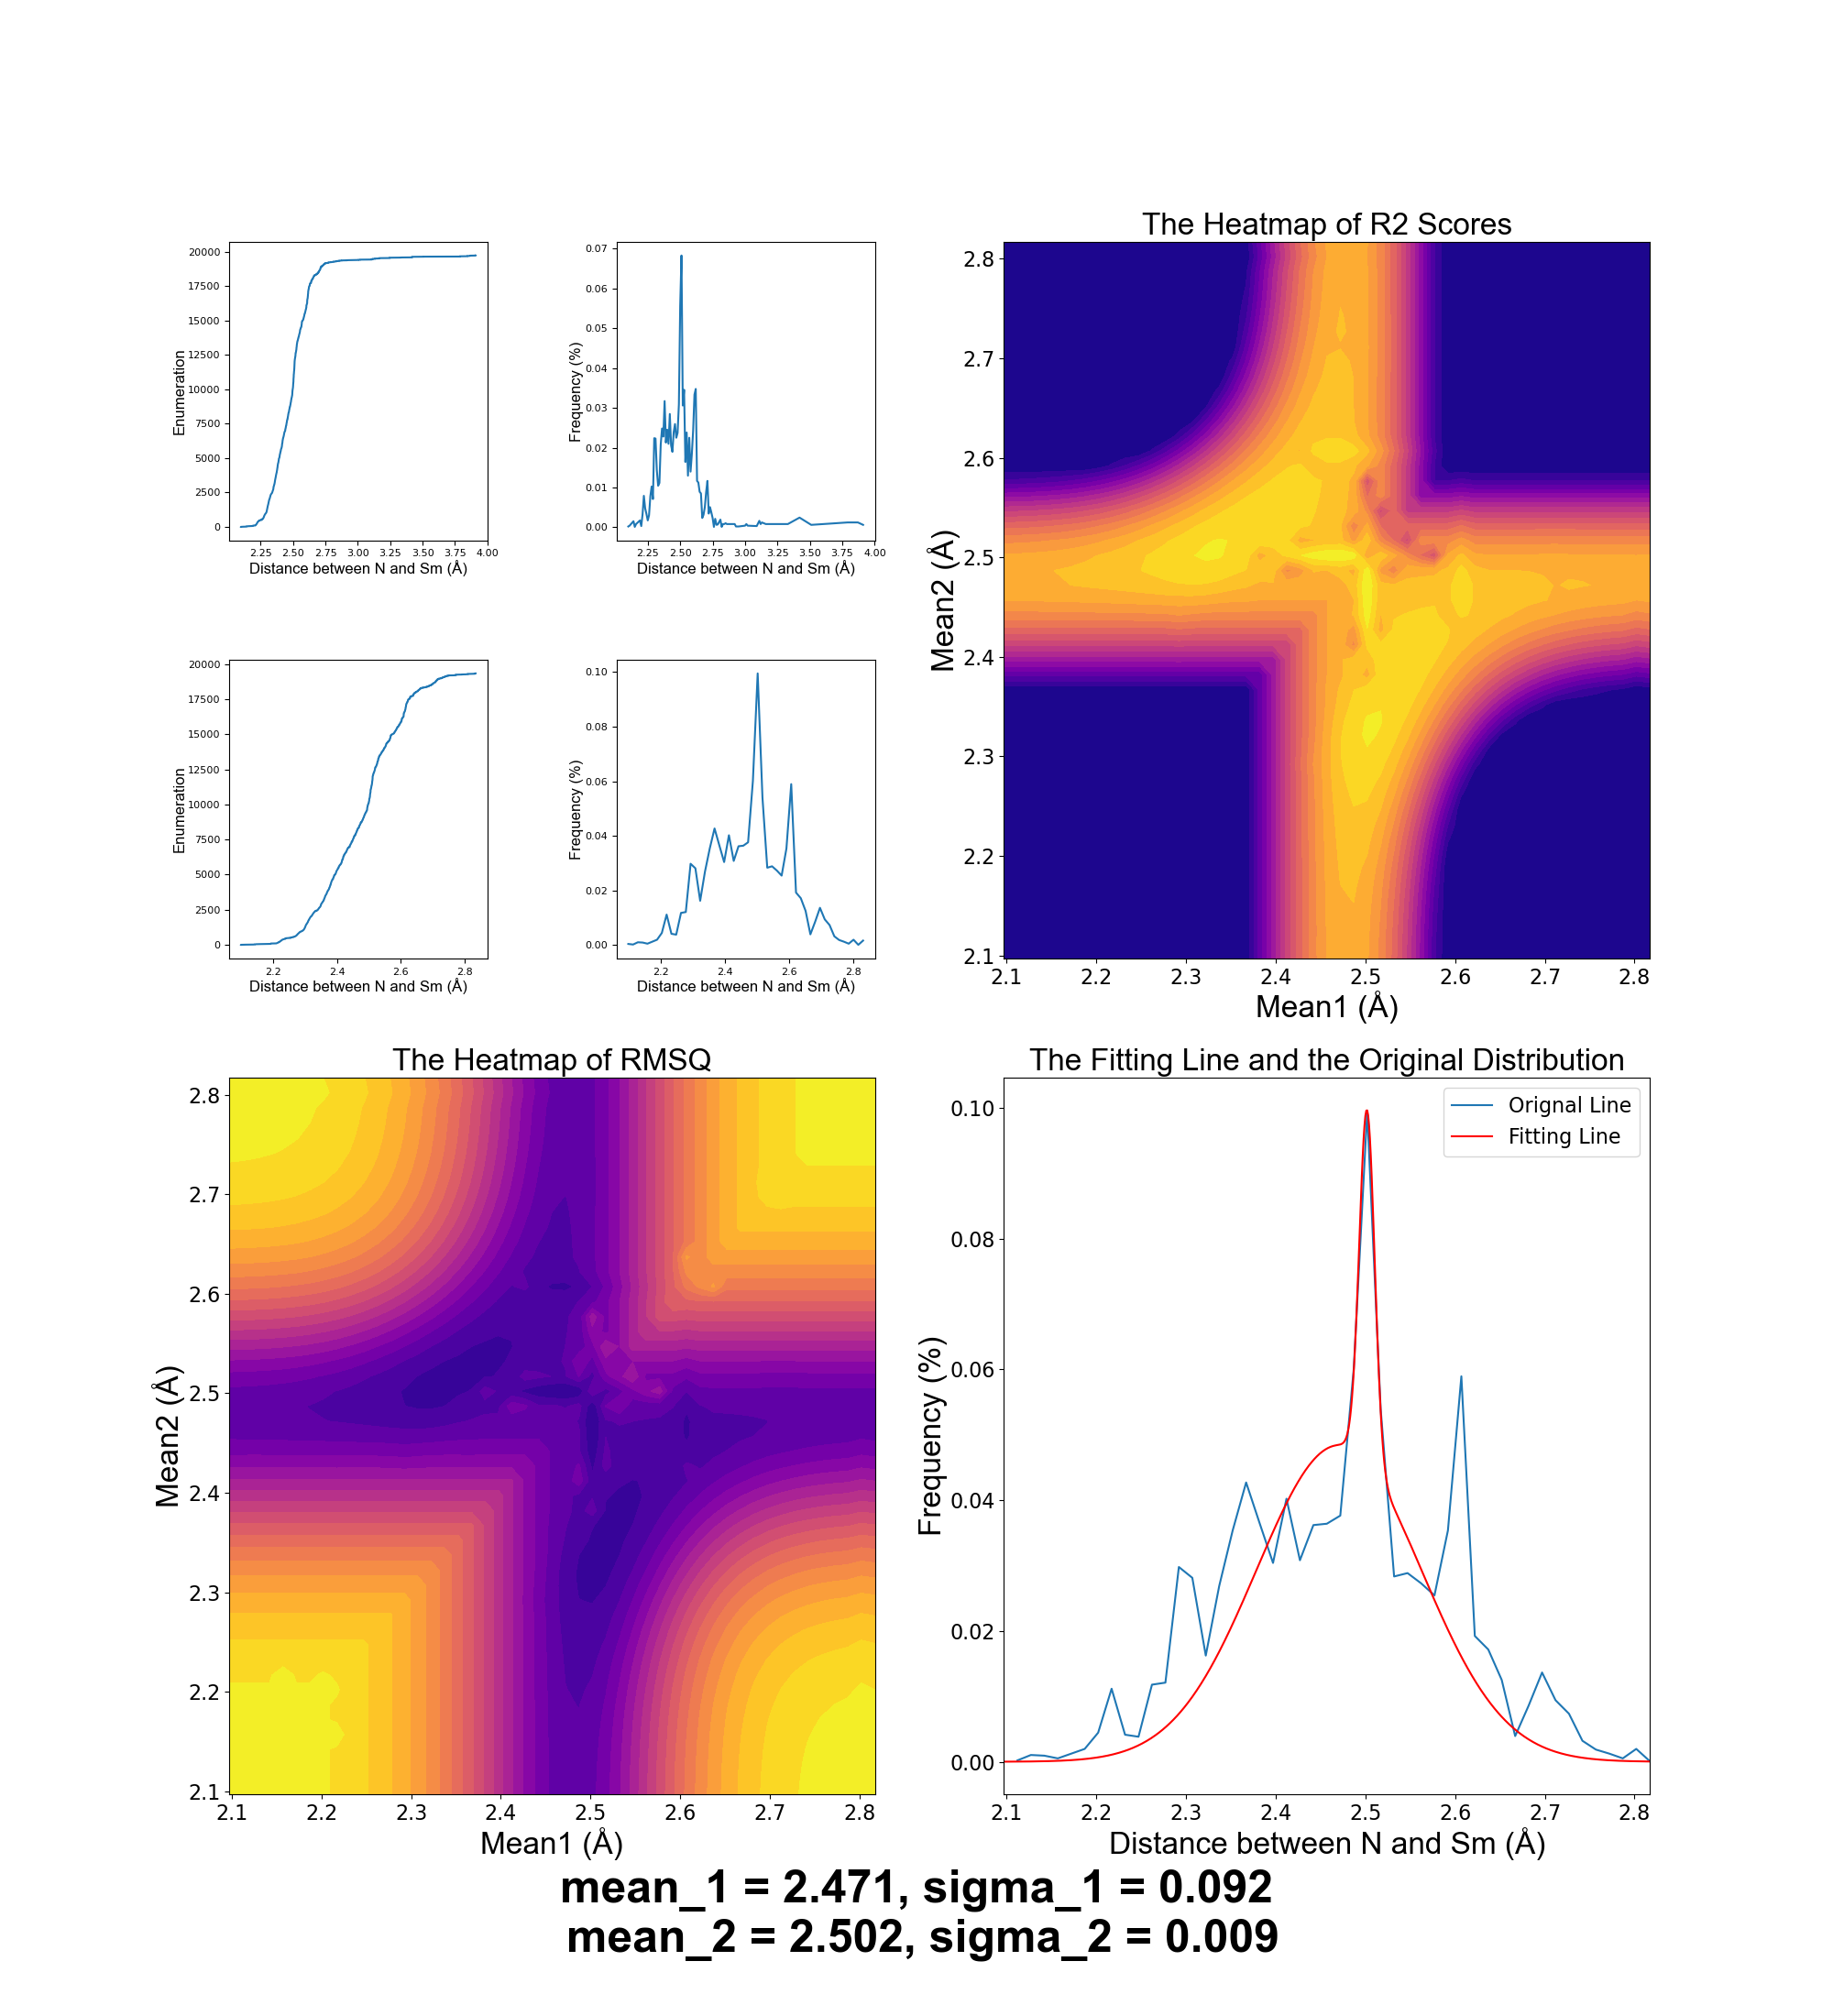 The Heatmap of R2 Scores
20000
17500
15000
12500
10000
7500
5000
2500
0
Enumeration
2.25 2.50 2.75 3.00 3.25 3.50 3.75 4.00
Distance between N and Sm (Å)
0.07
0.06
0.05
0.04
0.03
0.02
0.01
0.00
Frequency (%)
2.25 2.50 2.75 3.00 3.25 3.50 3.75 4.00
Distance between N and Sm (Å)
20000
17500
15000
12500
10000
7500
5000
2500
0
Enumeration
2.2 2.4 2.6 2.8
Distance between N and Sm (Å)
0.10
0.08
0.06
0.04
0.02
0.00
Frequency (%)
2.2 2.4 2.6 2.8
Distance between N and Sm (Å)
2.8
2.7
2.6
2.5
2.4
2.3
2.2
2.1
Mean2 (Å)
2.1 2.2 2.3 2.4 2.5 2.6 2.7 2.8
Mean1 (Å)
The Heatmap of RMSQ
2.8
2.7
2.6
2.5
2.4
2.3
2.2
2.1
Mean2 (Å)
2.1 2.2 2.3 2.4 2.5 2.6 2.7 2.8
Mean1 (Å)
The Fitting Line and the Original Distribution
Orignal Line
Fitting Line
0.10
0.08
0.06
0.04
0.02
0.00
Frequency (%)
2.1 2.2 2.3 2.4 2.5 2.6 2.7 2.8
Distance between N and Sm (Å)
mean_1 = 2.471, sigma_1 = 0.092
mean_2 = 2.502, sigma_2 = 0.009